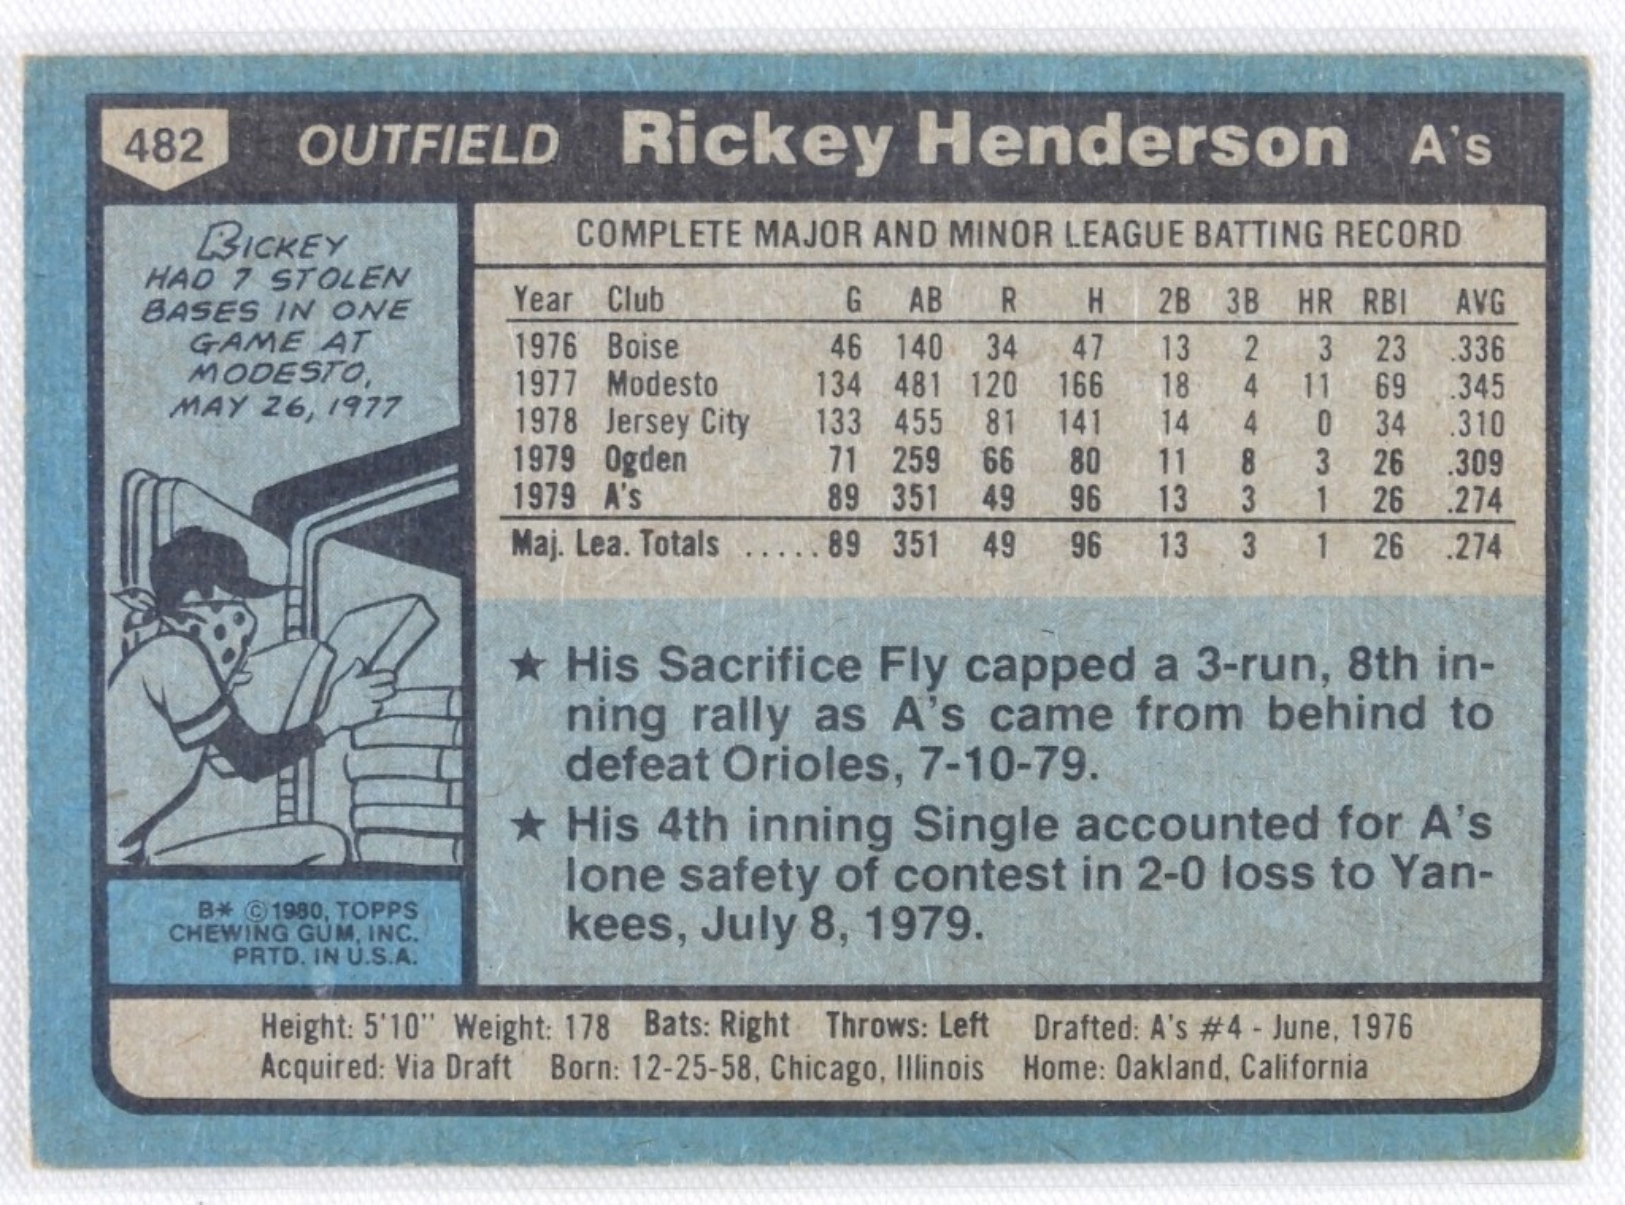 482 OUTFIELD Rickey Henderson A's
RICKEY
HAD 7 STOLEN
BASES IN ONE
GAME AT
MODESTO,
MAY 26, 1977
COMPLETE MAJOR AND MINOR LEAGUE BATTING RECORD
Year Club G AB R H 2B 3B HR RBI AVG
1976 Boise 46 140 34 47 13 2 3 23 .336
1977 Modesto 134 481 120 166 18 4 11 69 .345
1978 Jersey City 133 455 81 141 14 4 0 34 .310
1979 Ogden 71 259 66 80 11 8 3 26 .309
1979 A's 89 351 49 96 13 3 1 26 .274
Maj. Lea. Totals ..... 89 351 49 96 13 3 1 26 .274
★ His Sacrifice Fly capped a 3-run, 8th in-
ning rally as A's came from behind to
defeat Orioles, 7-10-79.
★ His 4th inning Single accounted for A's
lone safety of contest in 2-0 loss to Yan-
kees, July 8, 1979.
B* © 1980, TOPPS
CHEWING GUM, INC.
PRTD. IN U.S.A.
Height: 5'10" Weight: 178 Bats: Right Throws: Left Drafted: A's #4 - June, 1976
Acquired: Via Draft Born: 12-25-58, Chicago, Illinois Home: Oakland, California